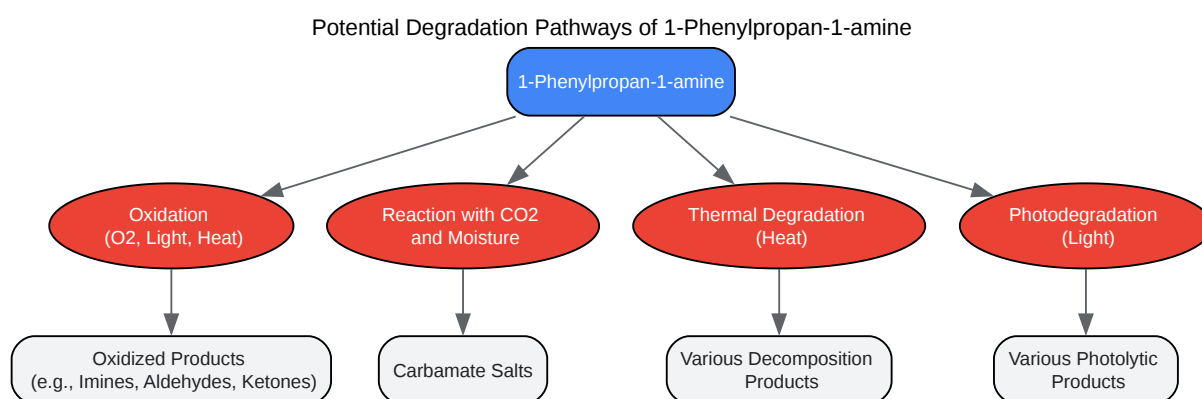 Potential Degradation Pathways of 1-Phenylpropan-1-amine
1-Phenylpropan-1-amine
Oxidation
(O2, Light, Heat)
Reaction with CO2
and Moisture
Thermal Degradation
(Heat)
Photodegradation
(Light)
Oxidized Products
(e.g., Imines, Aldehydes, Ketones)
Carbamate Salts
Various Decomposition
Products
Various Photolytic
Products